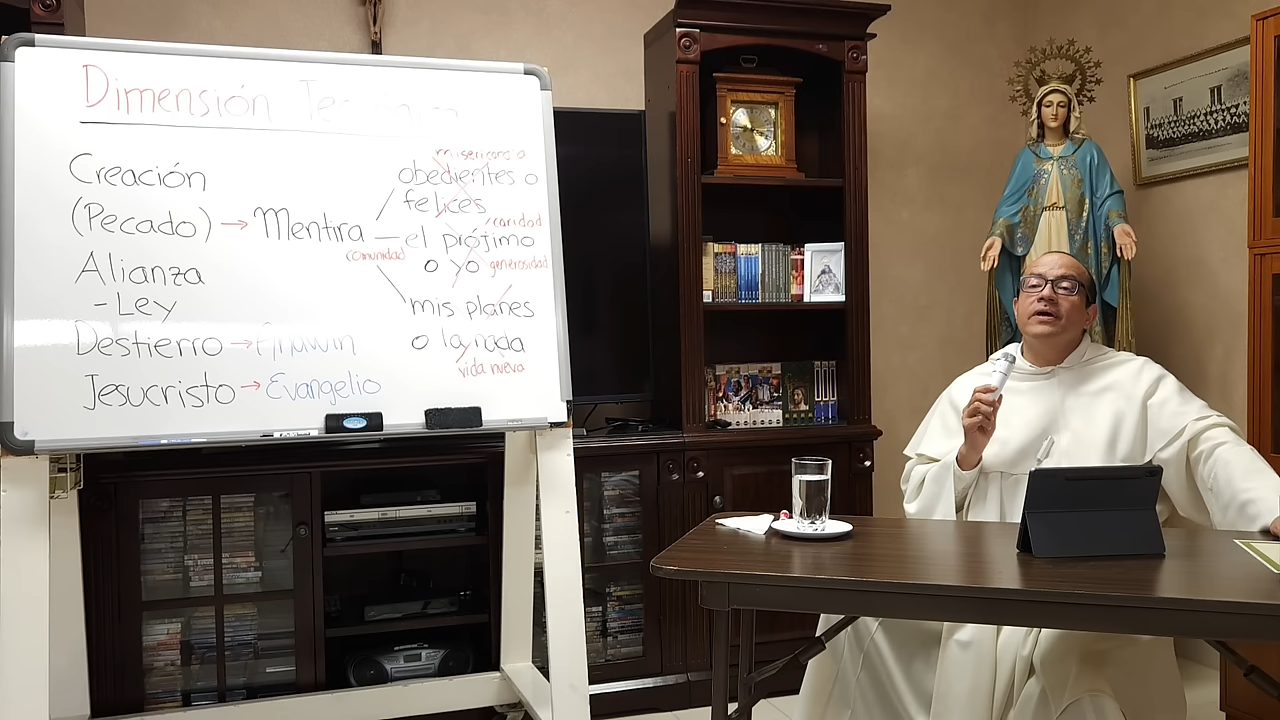 Dimensión
Creación
(Pecado) → Mentira
Alianza
- Ley
Destierro →
Jesucristo → Evangelio
misericordia
obedientes o
felices
caridad
el prójimo
comunidad
o yo generosidad
mis planes
o la nada
vida nueva